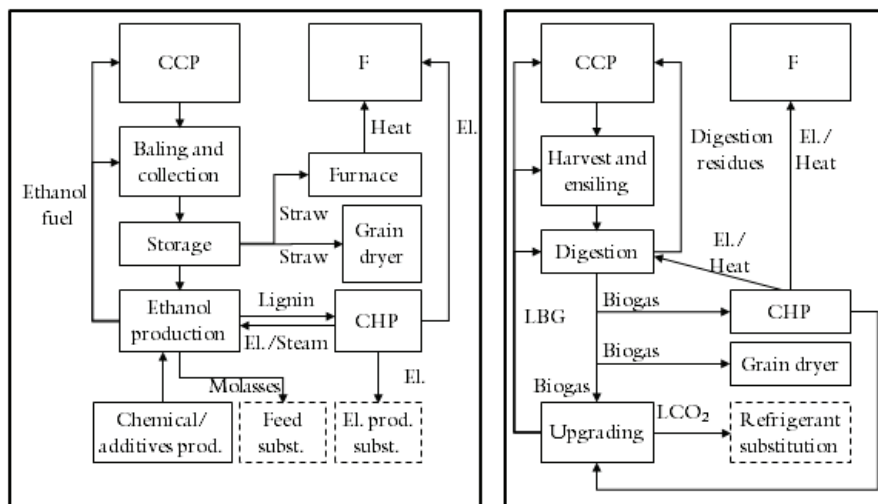 CCP
F
Heat
El.
Baling and
collection
Furnace
Ethanol
fuel
Straw
Storage
Straw
Grain
dryer
Ethanol
production
Lignin
El./Steam
CHP
Molasses
El.
Chemical/
additives prod.
Feed
subst.
El. prod.
subst.
CCP
F
Harvest and
ensiling
Digestion
residues
El./
Heat
Digestion
El./
Heat
LBG
Biogas
CHP
Biogas
Grain dryer
Biogas
Upgrading
LCO₂
Refrigerant
substitution